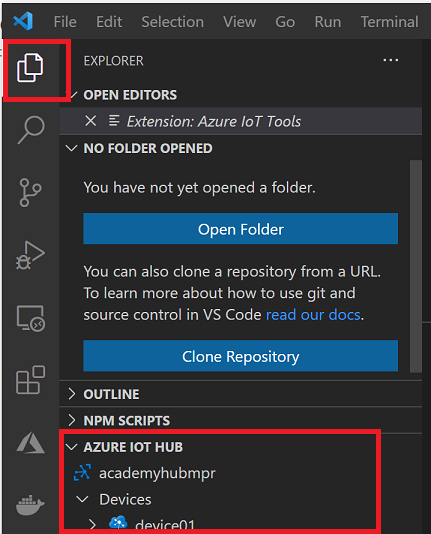 File Edit Selection View Go Run Terminal
EXPLORER ...
OPEN EDITORS
Extension: Azure IoT Tools
NO FOLDER OPENED
You have not yet opened a folder.
Open Folder
You can also clone a repository from a URL.
To learn more about how to use git and
source control in VS Code read our docs.
Clone Repository
OUTLINE
NPM SCRIPTS
AZURE IOT HUB
academyhubmpr
Devices
device01